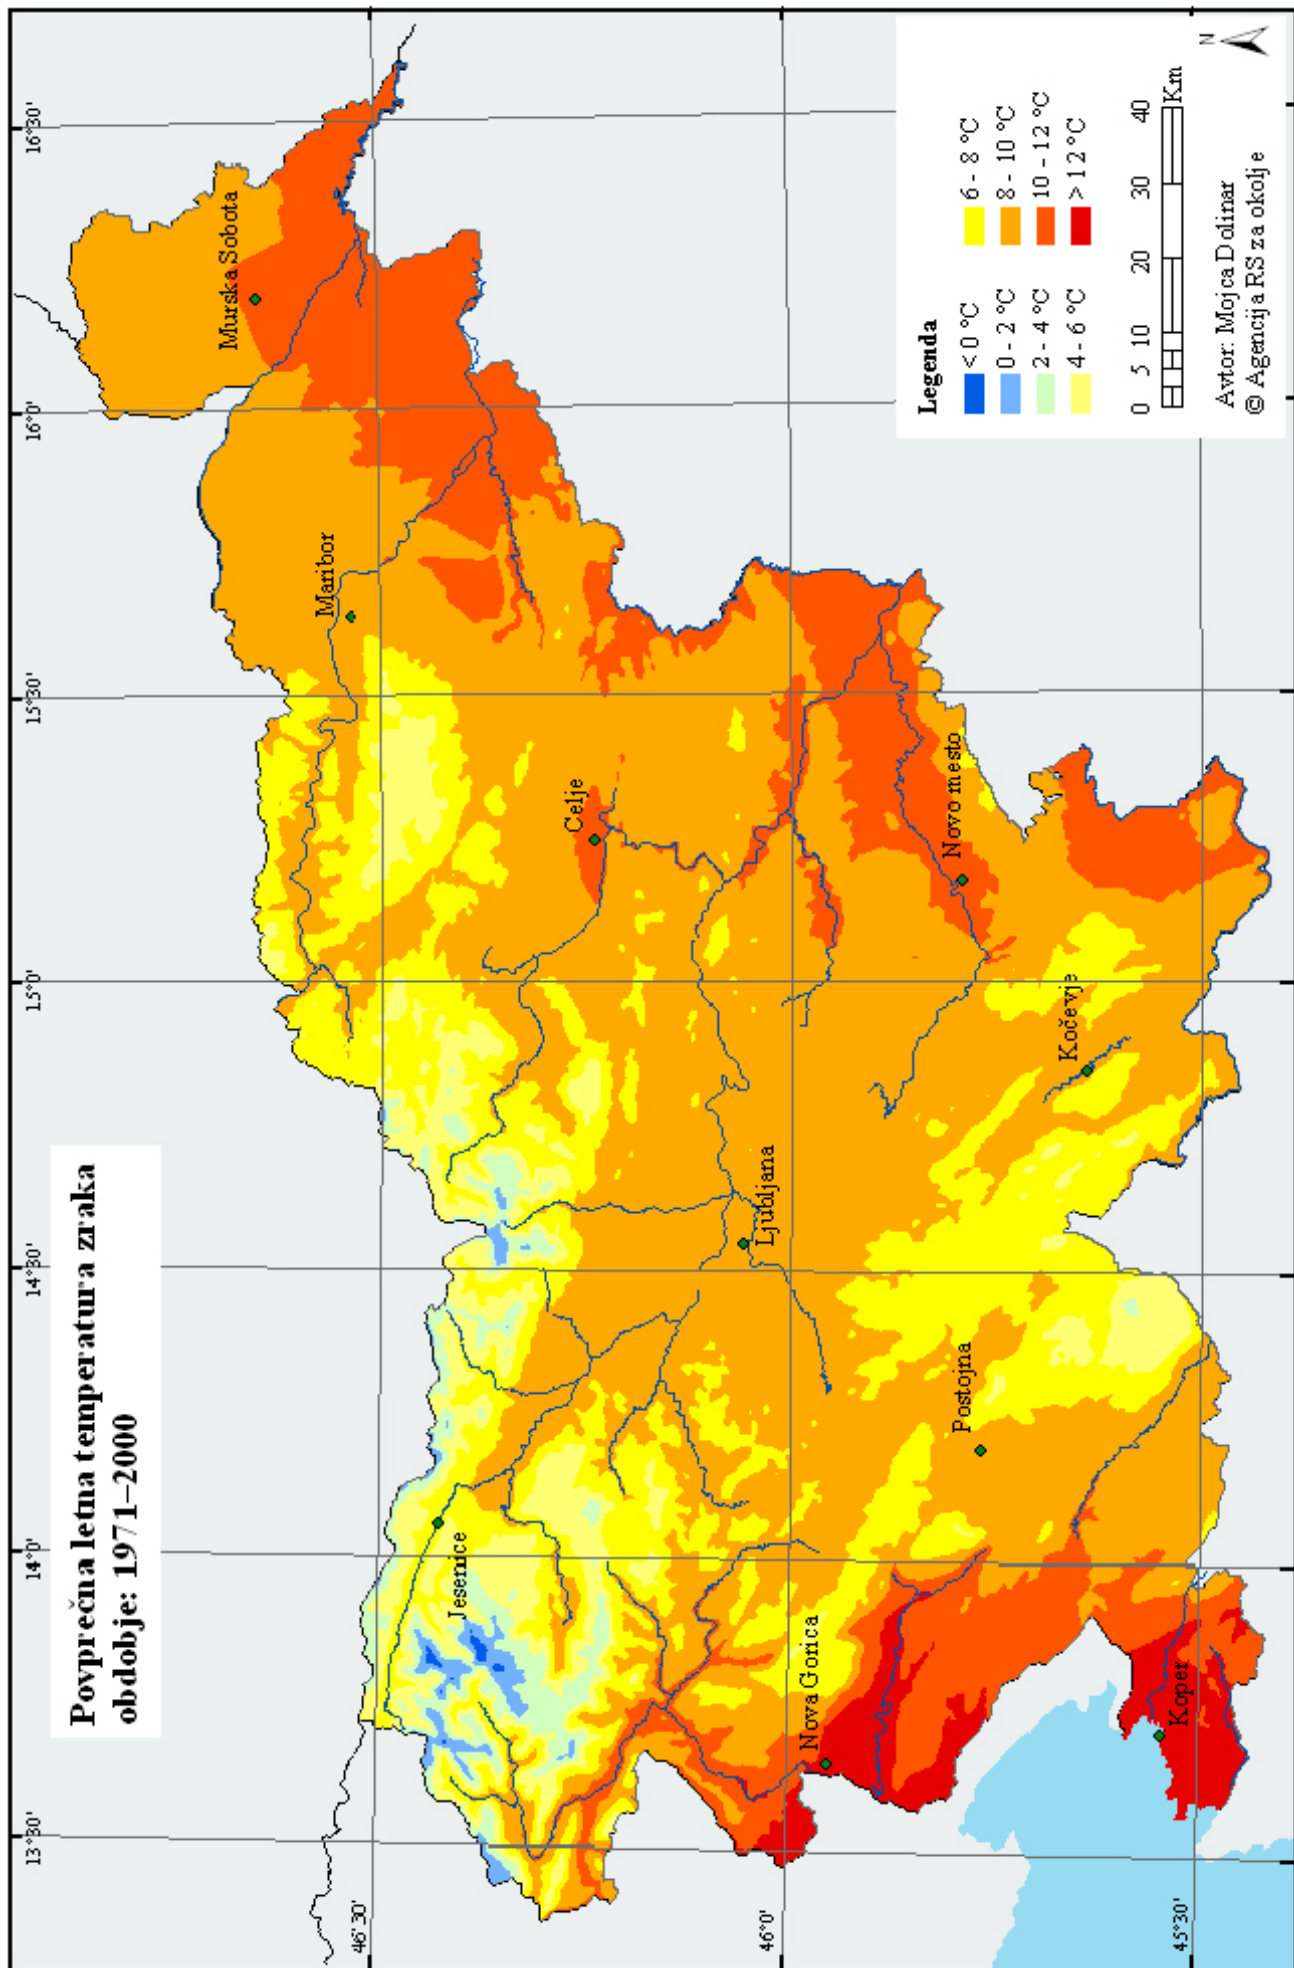 Povprečna letna temperatura zraka
obdobje: 1971–2000
13°30'
14°0'
14°30'
15°0'
15°30'
16°0'
16°30'
46°30'
46°0'
45°30'
Murska Sobota
Maribor
Jesenice
Celje
Ljubljana
Nova Gorica
Novo mesto
Postojna
Kočevje
Koper
Legenda
< 0 °C
6 - 8 °C
0 - 2 °C
8 - 10 °C
2 - 4 °C
10 - 12 °C
4 - 6 °C
> 12 °C
0 5 10 20 30 40
Km
Avtor: Mojca Dolinar
© Agencija RS za okolje
N